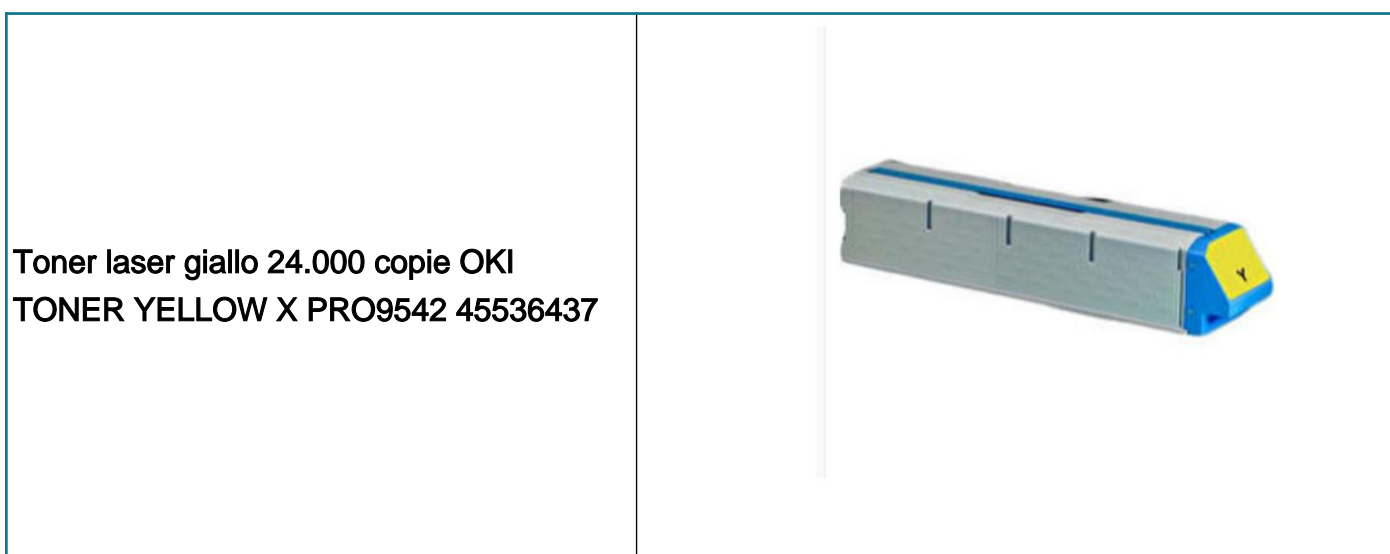 Toner laser giallo 24.000 copie OKI
TONER YELLOW X PRO9542 45536437
Y